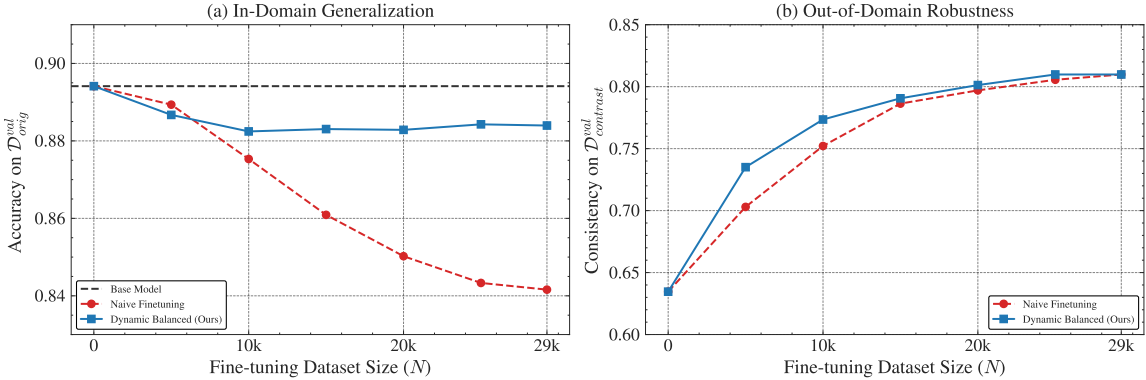 (a) In-Domain Generalization
Accuracy on 𝒟^{val}_{orig}
0.90
0.88
0.86
0.84
Base Model
Naive Finetuning
Dynamic Balanced (Ours)
0
10k
20k
29k
Fine-tuning Dataset Size (N)
(b) Out-of-Domain Robustness
Consistency on 𝒟^{val}_{contrast}
0.85
0.80
0.75
0.70
0.65
0.60
Naive Finetuning
Dynamic Balanced (Ours)
0
10k
20k
29k
Fine-tuning Dataset Size (N)